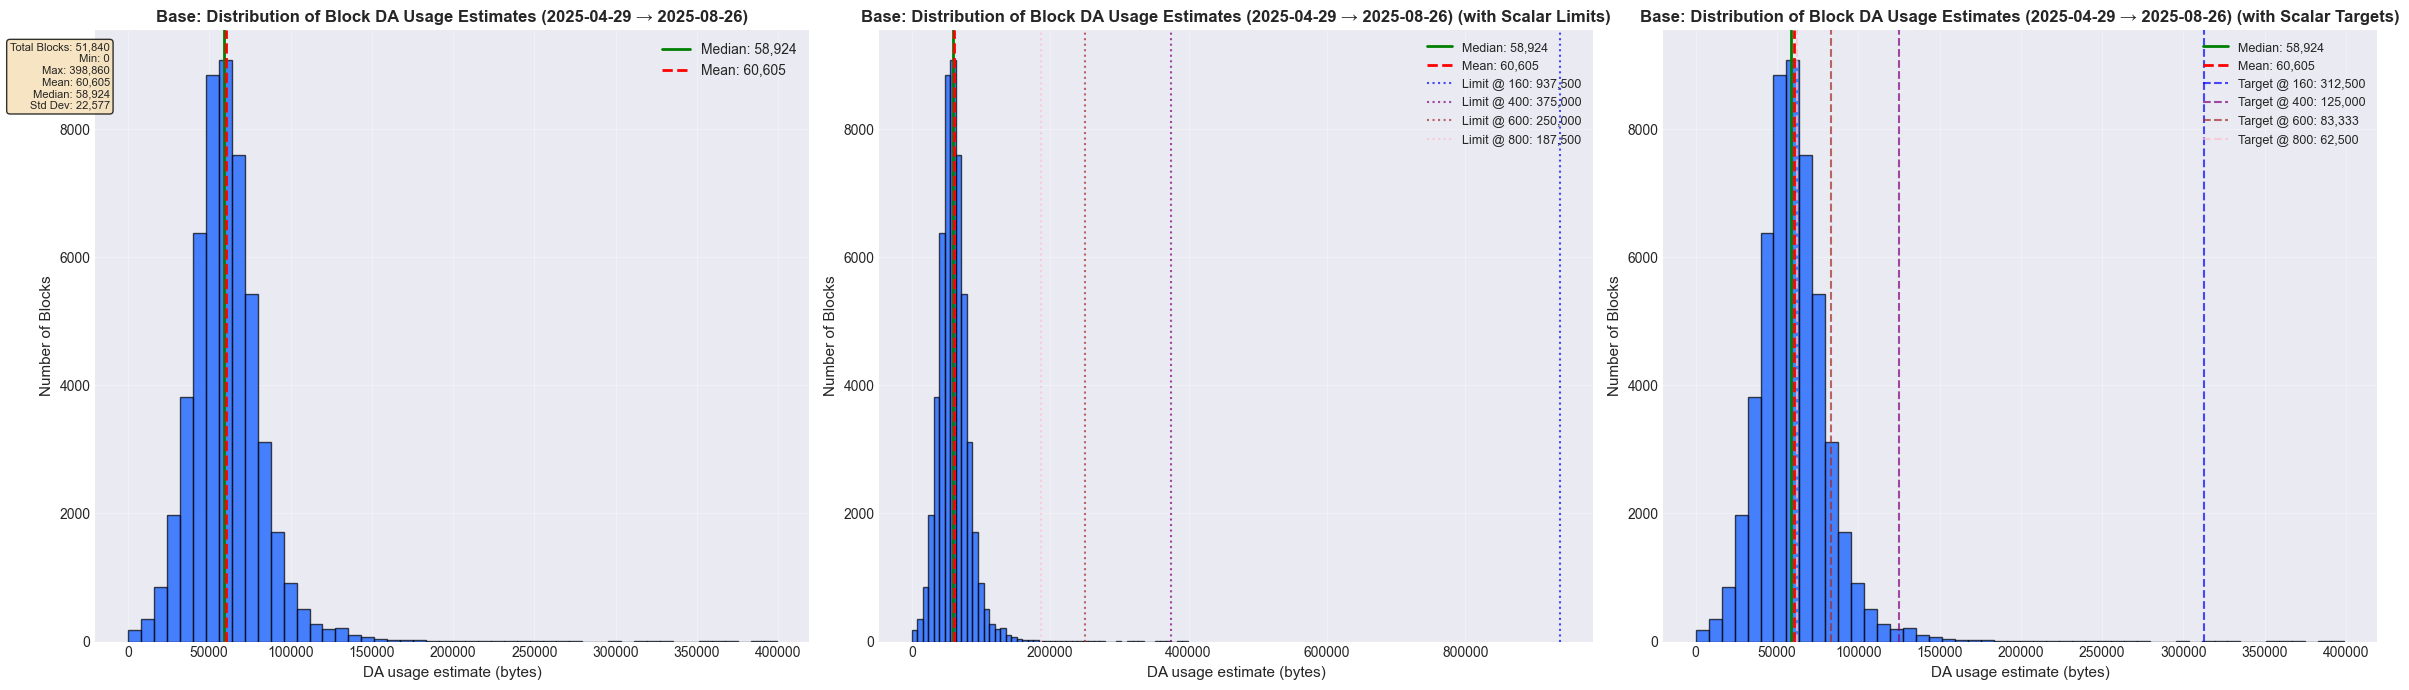 Base: Distribution of Block DA Usage Estimates (2025-04-29 → 2025-08-26)
Total Blocks: 51,840
Min: 0
Max: 398,860
Mean: 60,605
Median: 58,924
Std Dev: 22,577
Median: 58,924
Mean: 60,605
Number of Blocks
8000
6000
4000
2000
0
0 50000 100000 150000 200000 250000 300000 350000 400000
DA usage estimate (bytes)
Base: Distribution of Block DA Usage Estimates (2025-04-29 → 2025-08-26) (with Scalar Limits)
Median: 58,924
Mean: 60,605
Limit @ 160: 937,500
Limit @ 400: 375,000
Limit @ 600: 250,000
Limit @ 800: 187,500
Number of Blocks
8000
6000
4000
2000
0
0 200000 400000 600000 800000
DA usage estimate (bytes)
Base: Distribution of Block DA Usage Estimates (2025-04-29 → 2025-08-26) (with Scalar Targets)
Median: 58,924
Mean: 60,605
Target @ 160: 312,500
Target @ 400: 125,000
Target @ 600: 83,333
Target @ 800: 62,500
Number of Blocks
8000
6000
4000
2000
0
0 50000 100000 150000 200000 250000 300000 350000 400000
DA usage estimate (bytes)